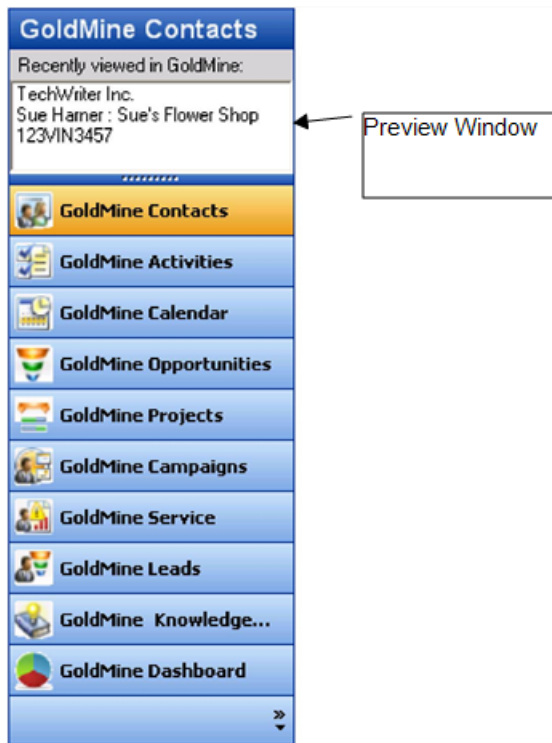 GoldMine Contacts
Recently viewed in GoldMine:
TechWriter Inc.
Sue Harner : Sue's Flower Shop
123VIN3457
Preview Window
GoldMine Contacts
GoldMine Activities
GoldMine Calendar
GoldMine Opportunities
GoldMine Projects
GoldMine Campaigns
GoldMine Service
GoldMine Leads
GoldMine Knowledge...
GoldMine Dashboard